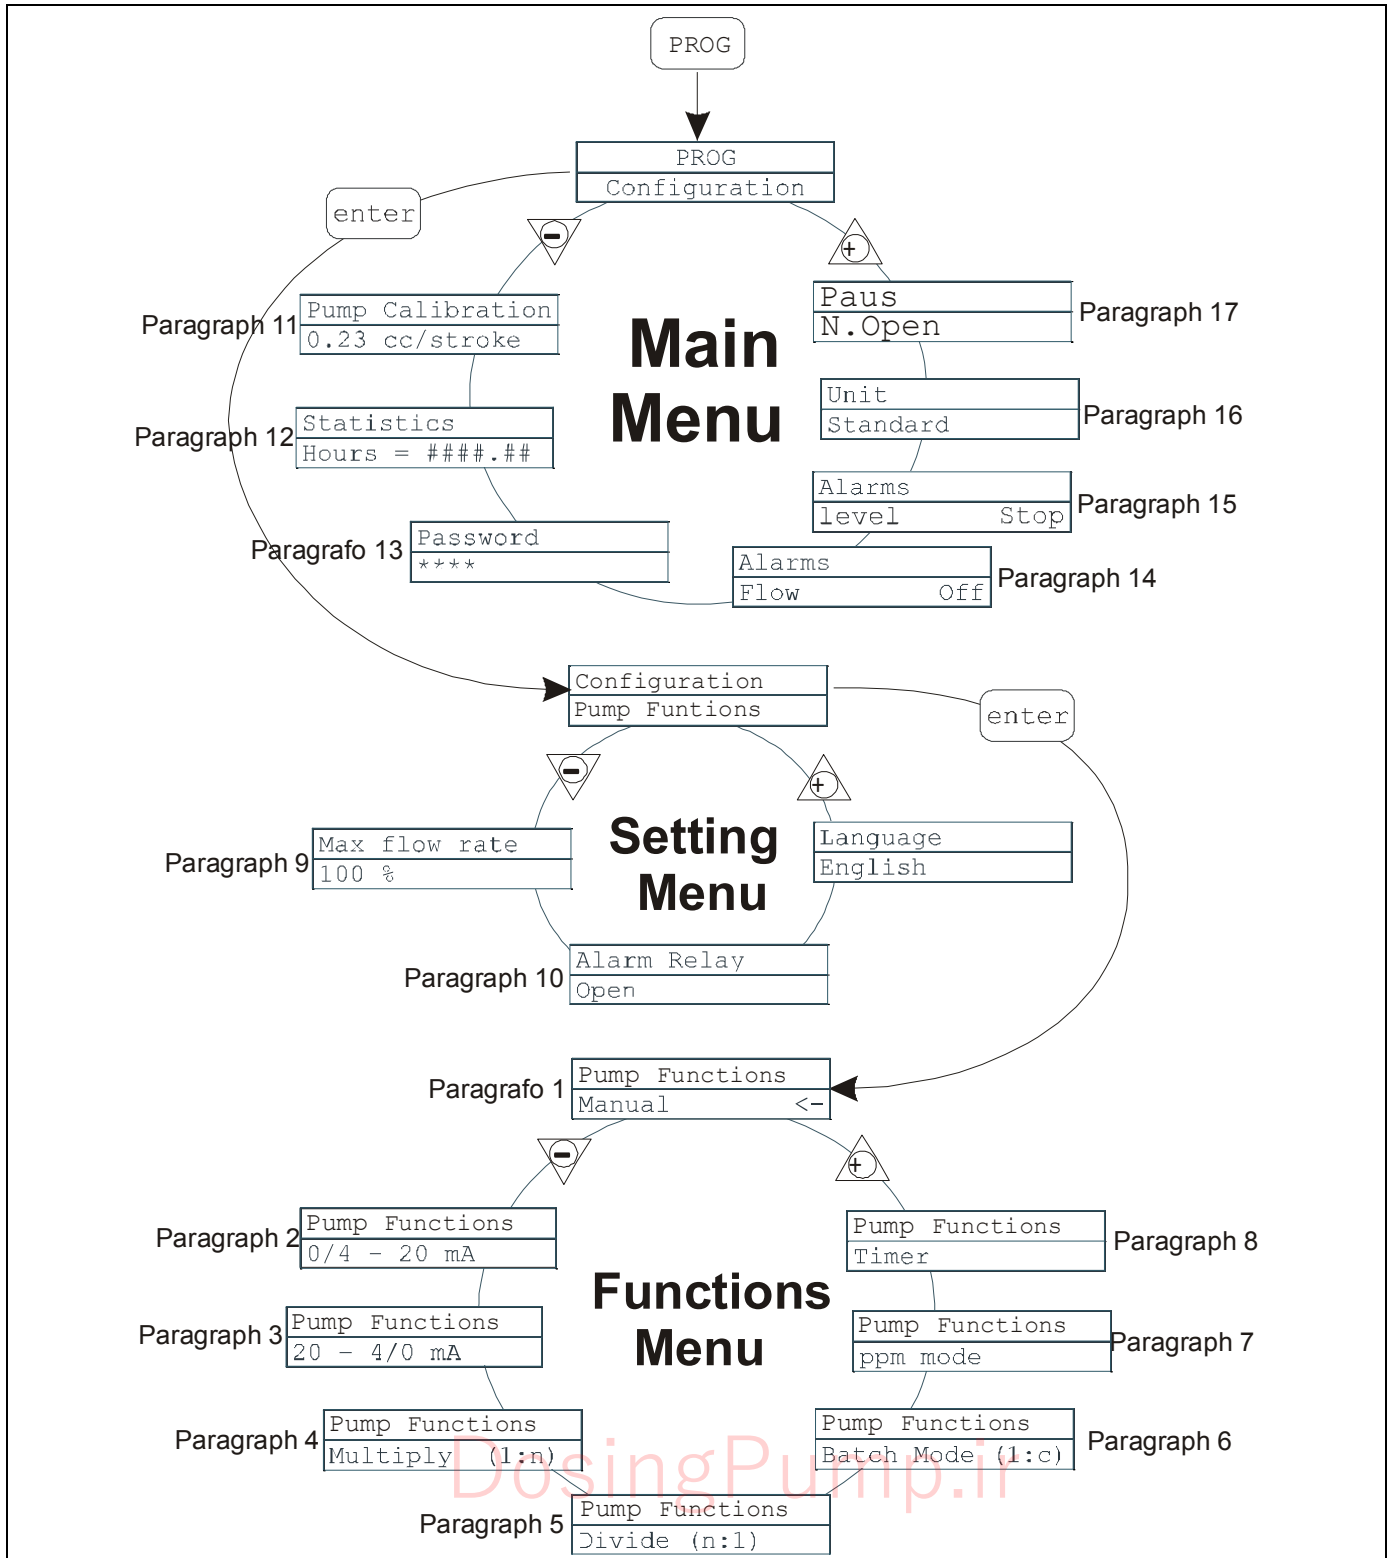 PROG
PROG
Configuration
enter
-
+
Pump Calibration
0.23 cc/stroke
Paragraph 11
Main
Menu
Paus
N.Open
Paragraph 17
Unit
Standard
Paragraph 16
Statistics
Hours = ####.##
Paragraph 12
Alarms
level Stop
Paragraph 15
Password
****
Paragrafo 13
Alarms
Flow Off
Paragraph 14
Configuration
Pump Funtions
enter
-
+
Setting
Menu
Language
English
Max flow rate
100 %
Paragraph 9
Alarm Relay
Open
Paragraph 10
Paragrafo 1
Pump Functions
Manual <-
-
+
Paragraph 2
Pump Functions
0/4 - 20 mA
Pump Functions
Timer
Paragraph 8
Functions
Menu
Paragraph 3
Pump Functions
20 - 4/0 mA
Pump Functions
ppm mode
Paragraph 7
Paragraph 4
Pump Functions
Multiply (1:n)
Pump Functions
Batch Mode (1:c)
Paragraph 6
DosingPump.ir
Paragraph 5
Pump Functions
Divide (n:1)